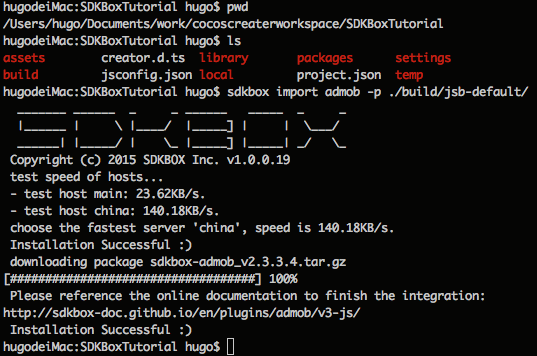 hugodeiMac:SDKBoxTutorial hugo$ pwd
/Users/hugo/Documents/work/cocoscreaterworkspace/SDKBoxTutorial
hugodeiMac:SDKBoxTutorial hugo$ ls
assets creator.d.ts library packages settings
build jsconfig.json local project.json temp
hugodeiMac:SDKBoxTutorial hugo$ sdkbox import admob -p ./build/jsb-default/
SDKBOX
Copyright (c) 2015 SDKBOX Inc. v1.0.0.19
test speed of hosts...
- test host main: 23.62KB/s.
- test host china: 140.18KB/s.
choose the fastest server 'china', speed is 140.18KB/s.
Installation Successful :)
downloading package sdkbox-admob_v2.3.3.4.tar.gz
[##################################] 100%
Please reference the online documentation to finish the integration:
http://sdkbox-doc.github.io/en/plugins/admob/v3-js/
Installation Successful :)
hugodeiMac:SDKBoxTutorial hugo$